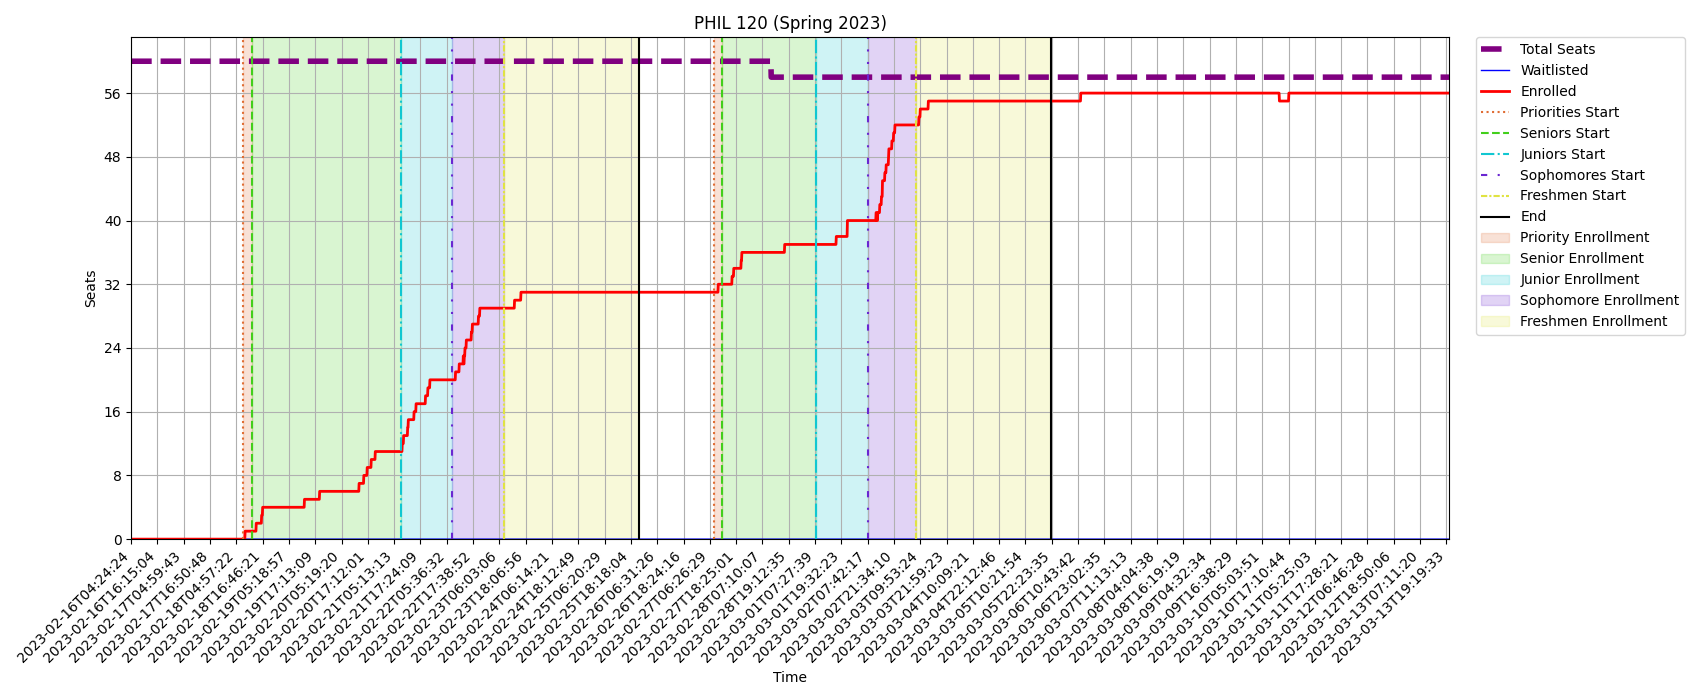 PHIL 120 (Spring 2023)
Total Seats
Waitlisted
Enrolled
Priorities Start
Seniors Start
Juniors Start
Sophomores Start
Freshmen Start
End
Priority Enrollment
Senior Enrollment
Junior Enrollment
Sophomore Enrollment
Freshmen Enrollment
Seats
56
48
40
32
24
16
8
0
2023-02-16T04:24:24
2023-02-16T16:15:04
2023-02-17T04:59:43
2023-02-17T16:50:48
2023-02-18T04:57:22
2023-02-18T16:46:21
2023-02-19T05:18:57
2023-02-19T17:13:09
2023-02-20T05:19:20
2023-02-20T17:12:01
2023-02-21T05:13:13
2023-02-21T17:24:09
2023-02-22T05:36:32
2023-02-22T17:38:52
2023-02-23T06:03:06
2023-02-23T18:06:56
2023-02-24T06:14:21
2023-02-24T18:12:49
2023-02-25T06:20:29
2023-02-25T18:18:04
2023-02-26T06:31:26
2023-02-26T18:24:16
2023-02-27T06:26:29
2023-02-27T18:25:01
2023-02-28T07:10:07
2023-02-28T19:12:35
2023-03-01T07:27:39
2023-03-01T19:32:23
2023-03-02T07:42:17
2023-03-02T21:34:10
2023-03-03T09:53:24
2023-03-03T21:59:23
2023-03-04T10:09:21
2023-03-04T22:12:46
2023-03-05T10:21:54
2023-03-05T22:23:35
2023-03-06T10:43:42
2023-03-06T23:02:35
2023-03-07T11:13:13
2023-03-08T04:04:38
2023-03-08T16:19:19
2023-03-09T04:32:34
2023-03-09T16:38:29
2023-03-10T05:03:51
2023-03-10T17:10:44
2023-03-11T05:25:03
2023-03-11T17:28:21
2023-03-12T06:46:28
2023-03-12T18:50:06
2023-03-13T07:11:20
2023-03-13T19:19:33
Time